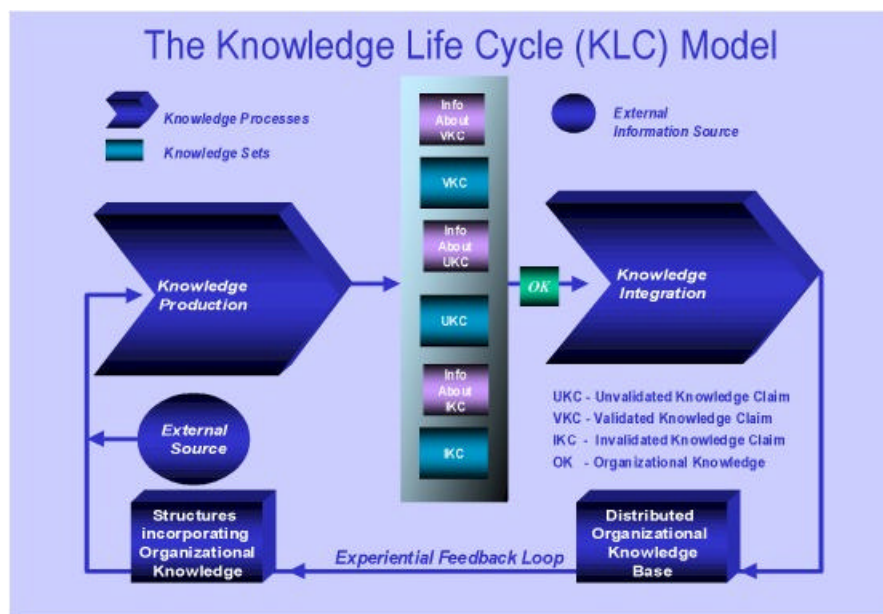 The Knowledge Life Cycle (KLC) Model
Knowledge Processes
Knowledge Sets
External
Information Source
Info
About
VKC
VKC
Info
About
UKC
UKC
Info
About
IKC
IKC
Knowledge
Production
OK
Knowledge
Integration
External
Source
UKC - Unvalidated Knowledge Claim
VKC - Validated Knowledge Claim
IKC - Invalidated Knowledge Claim
OK - Organizational Knowledge
Structures
incorporating
Organizational
Knowledge
Experiential Feedback Loop
Distributed
Organizational
Knowledge
Base